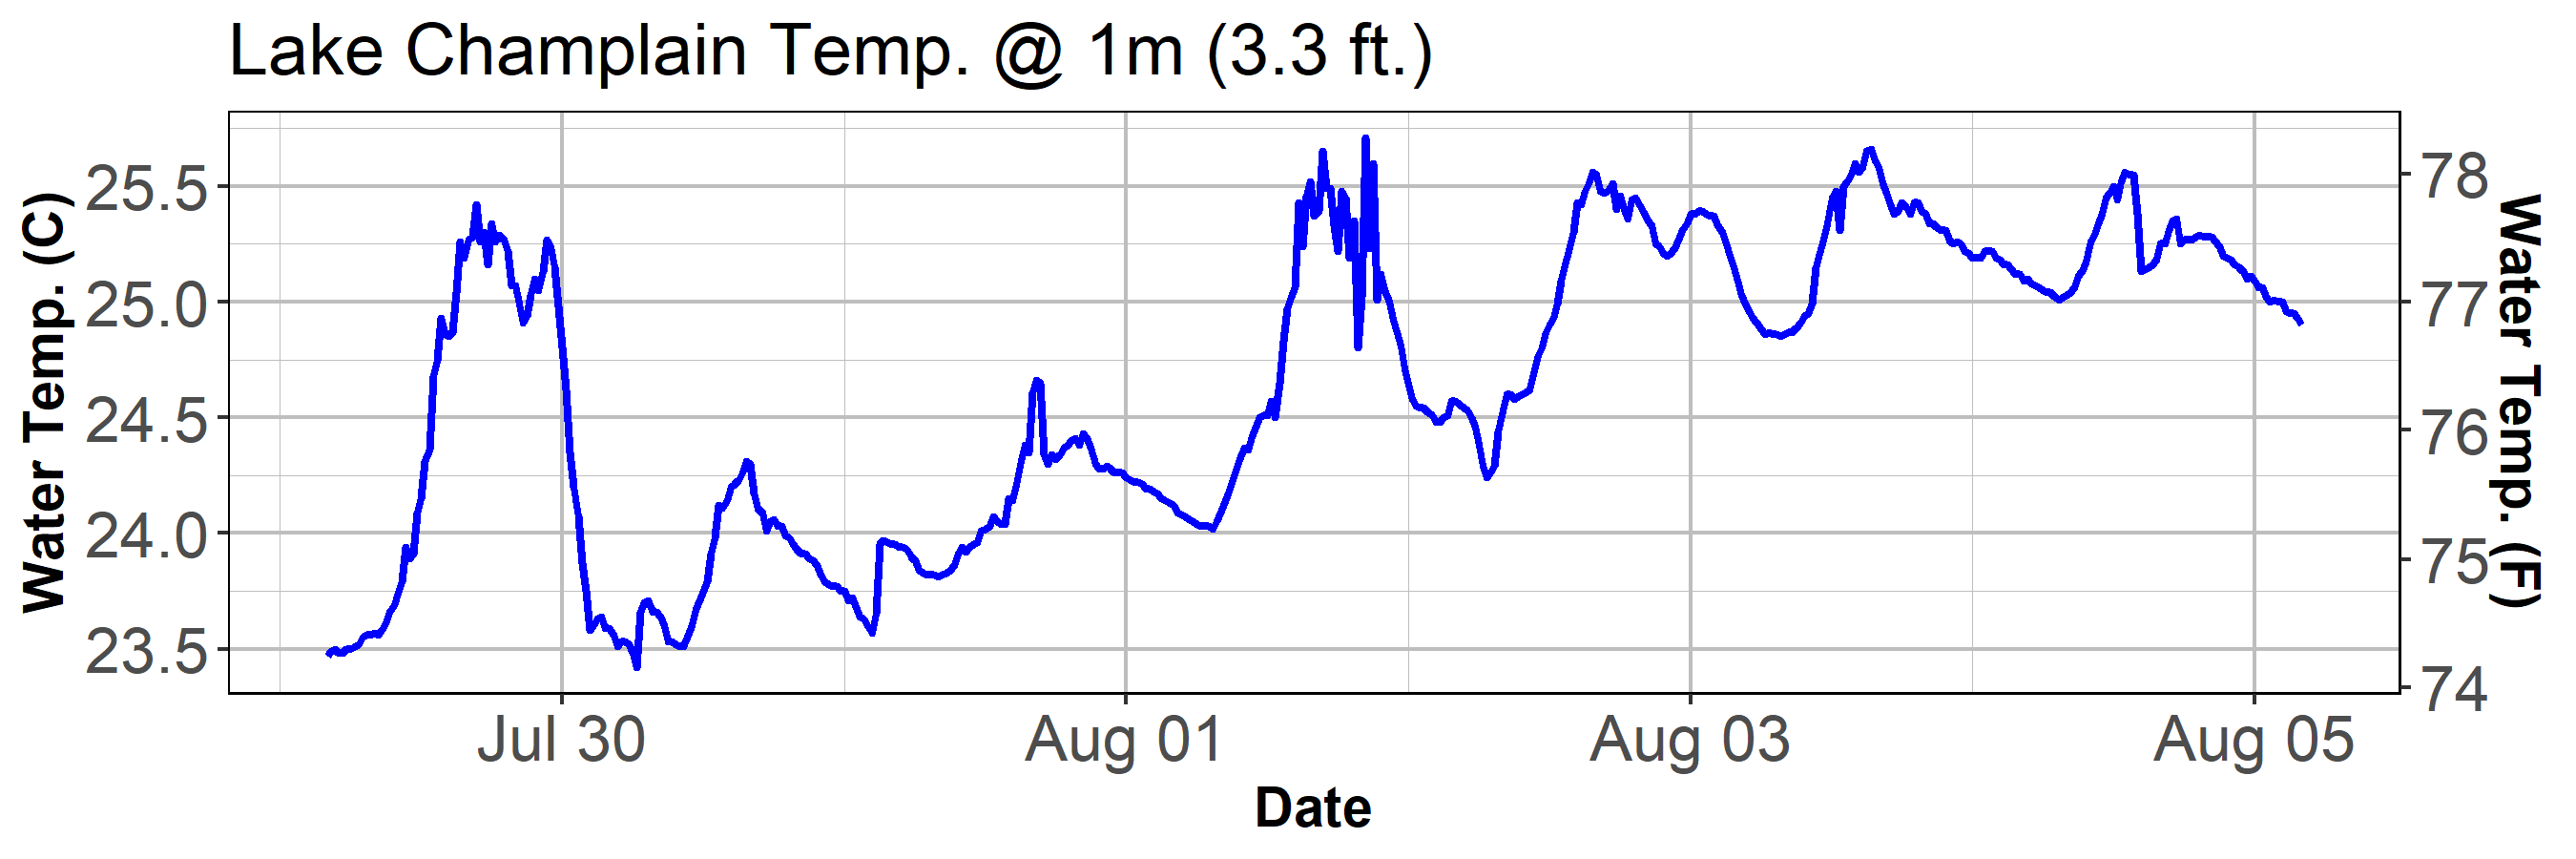 Lake Champlain Temp. @ 1m (3.3 ft.)
Water Temp. (C)
25.5
25.0
24.5
24.0
23.5
78
77
76
75
74
Water Temp. (F)
Jul 30 Aug 01 Aug 03 Aug 05
Date